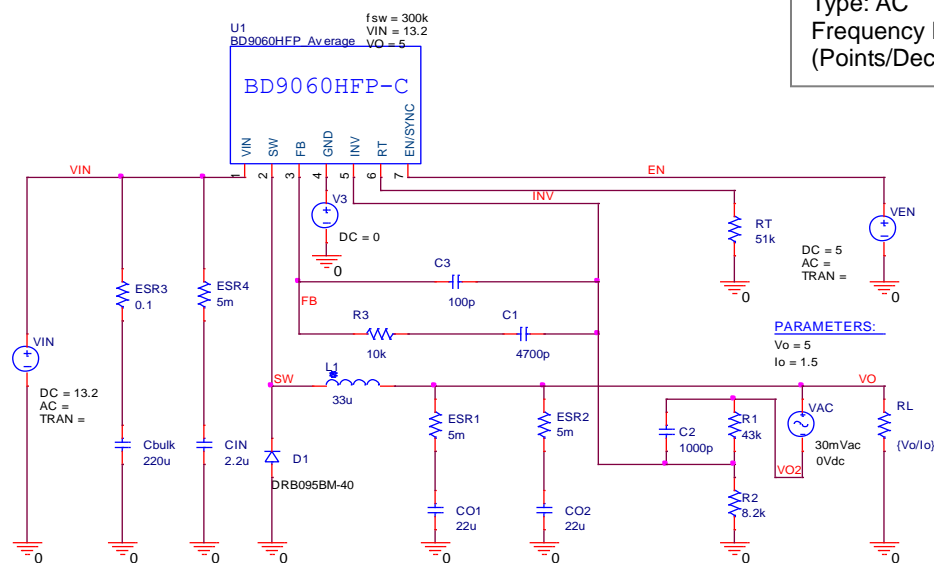 Type: AC
Frequency
(Points/Dec
fsw = 300k
U1
VIN = 13.2
BD9060HFP_Average
VO = 5
BD9060HFP-C
VIN
SW
FB
GND
INV
RT
EN/SYNC
1
2
3
4
5
6
7
VIN
EN
INV
V3
DC = 0
0
RT
51k
0
VEN
DC = 5
AC =
TRAN =
0
ESR3
0.1
ESR4
5m
C3
100p
FB
R3
10k
C1
4700p
PARAMETERS:
Vo = 5
Io = 1.5
VIN
DC = 13.2
AC =
TRAN =
SW
L1
33u
VO
ESR1
5m
ESR2
5m
C2
1000p
R1
43k
VAC
30mVac
0Vdc
VO2
RL
{Vo/Io}
Cbulk
220u
CIN
2.2u
D1
DRB095BM-40
CO1
22u
CO2
22u
R2
8.2k
0
0
0
0
0
0
0
0